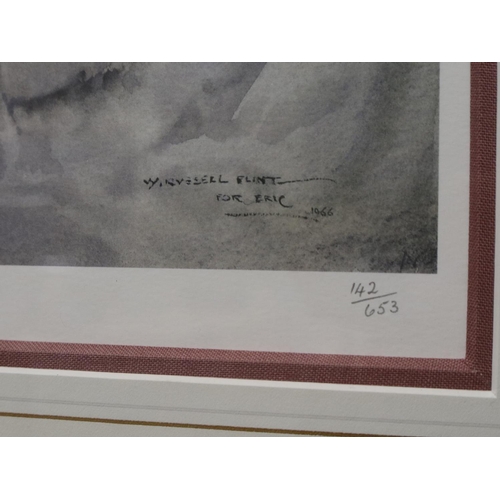 W. RUSSELL FLINT
FOR ERIC
1966
142/653